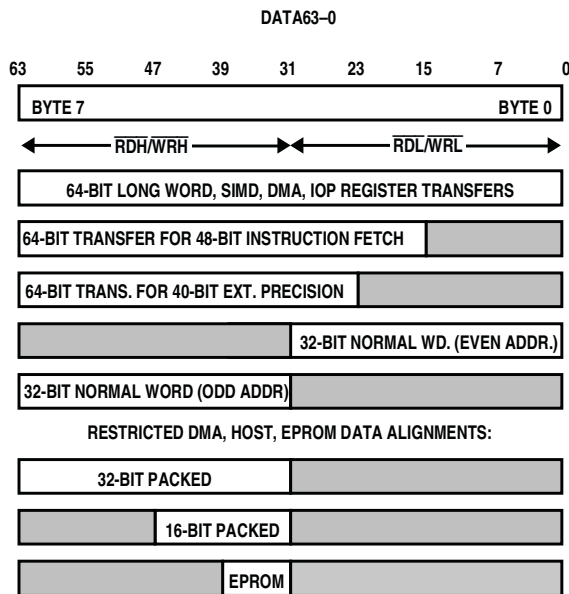 DATA63–0
63 55 47 39 31 23 15 7 0
BYTE 7 BYTE 0
RDH/WRH RDL/WRL
64-BIT LONG WORD, SIMD, DMA, IOP REGISTER TRANSFERS
64-BIT TRANSFER FOR 48-BIT INSTRUCTION FETCH
64-BIT TRANS. FOR 40-BIT EXT. PRECISION
32-BIT NORMAL WD. (EVEN ADDR.)
32-BIT NORMAL WORD (ODD ADDR)
RESTRICTED DMA, HOST, EPROM DATA ALIGNMENTS:
32-BIT PACKED
16-BIT PACKED
EPROM